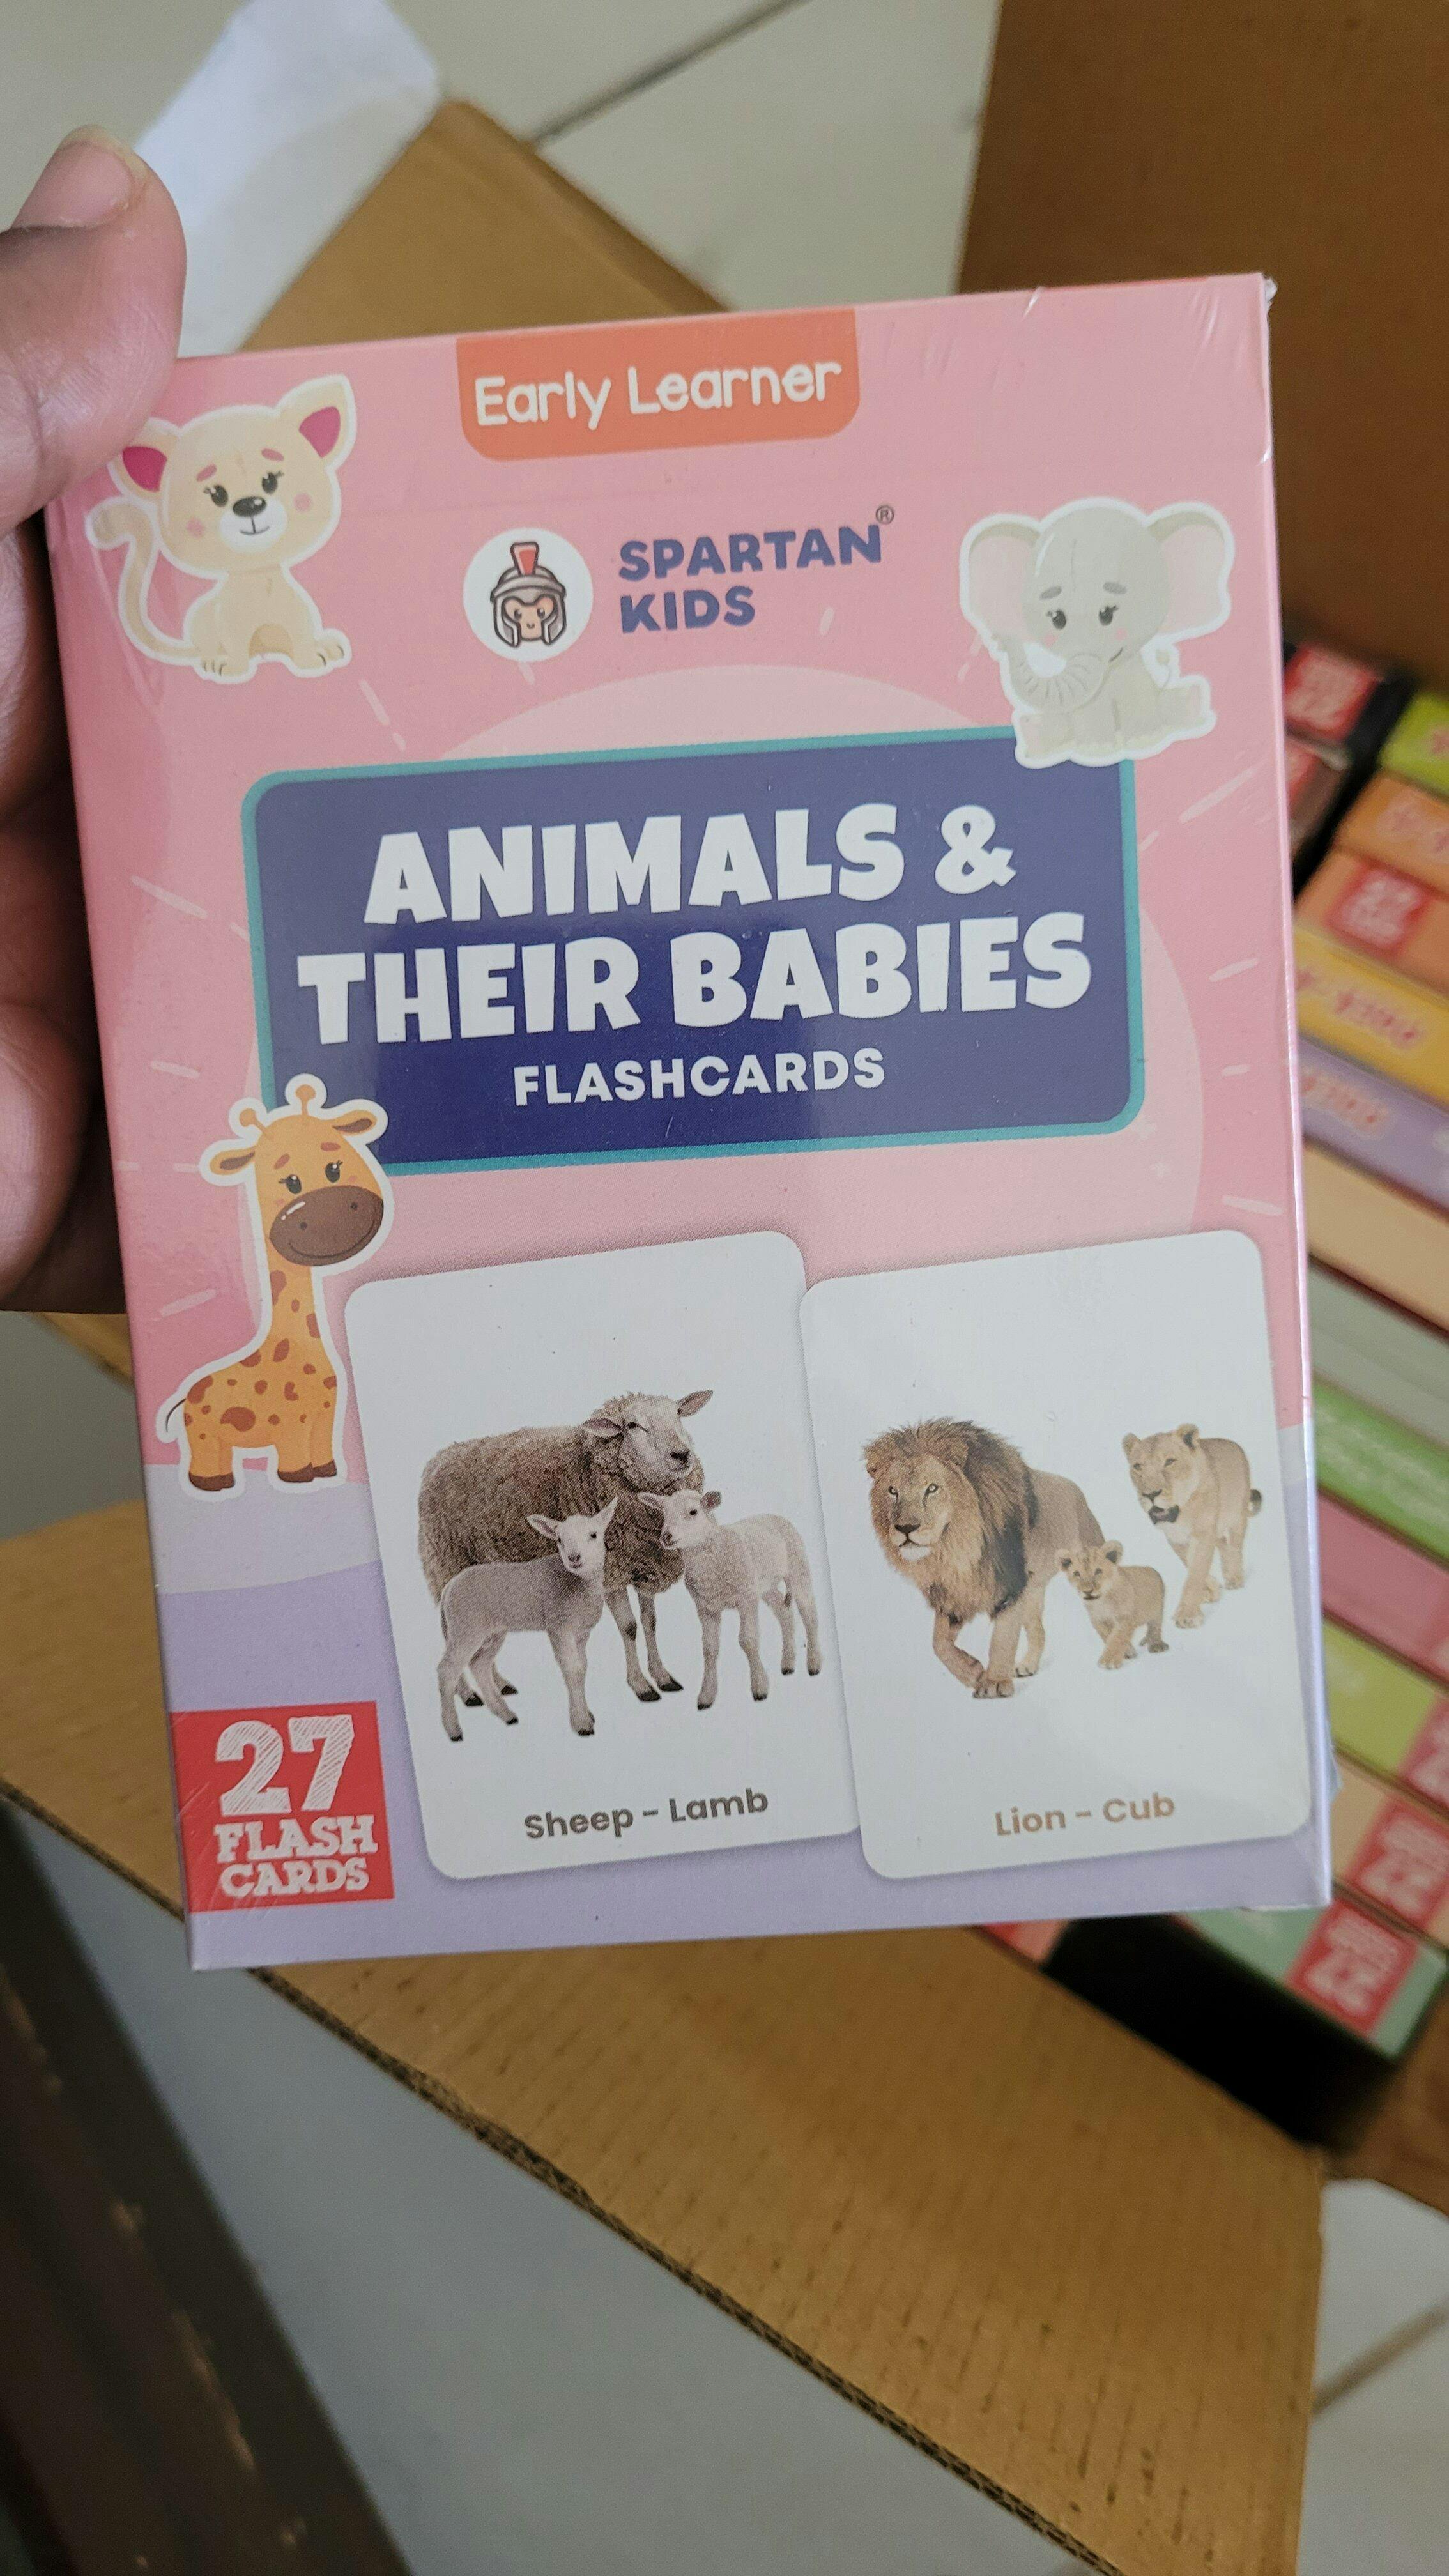 Early Learner
SPARTAN®
KIDS
ANIMALS &
THEIR BABIES
FLASHCARDS
Sheep - Lamb
Lion - Cub
27
FLASH
CARDS